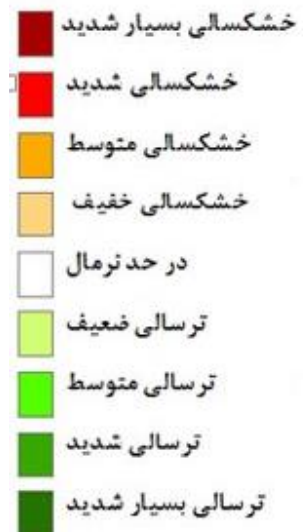 خشکسالی بسیار شدید
خشکسالی شدید
خشکسالی متوسط
خشکسالی خفیف
در حد نرمال
ترسالی ضعیف
ترسالی متوسط
ترسالی شدید
ترسالی بسیار شدید